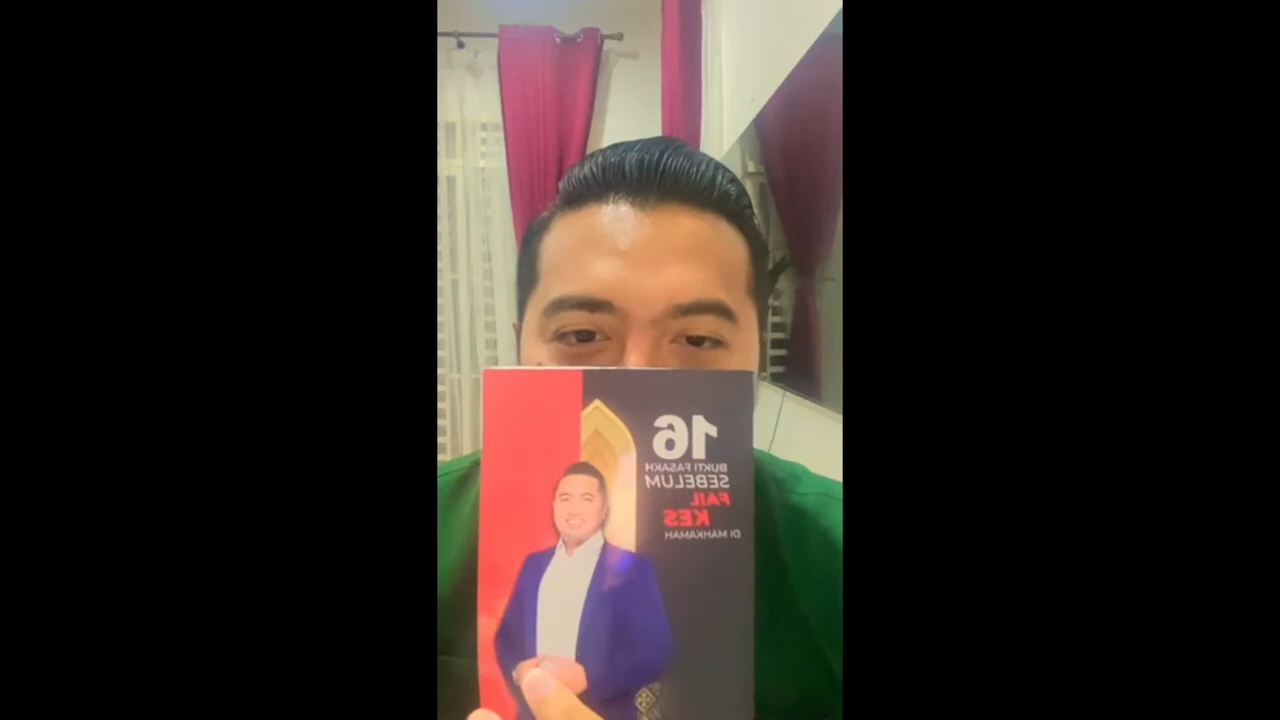 16
BUKTI FASAKH
SEBELUM
FAIL
KES
DI MAHKAMAH